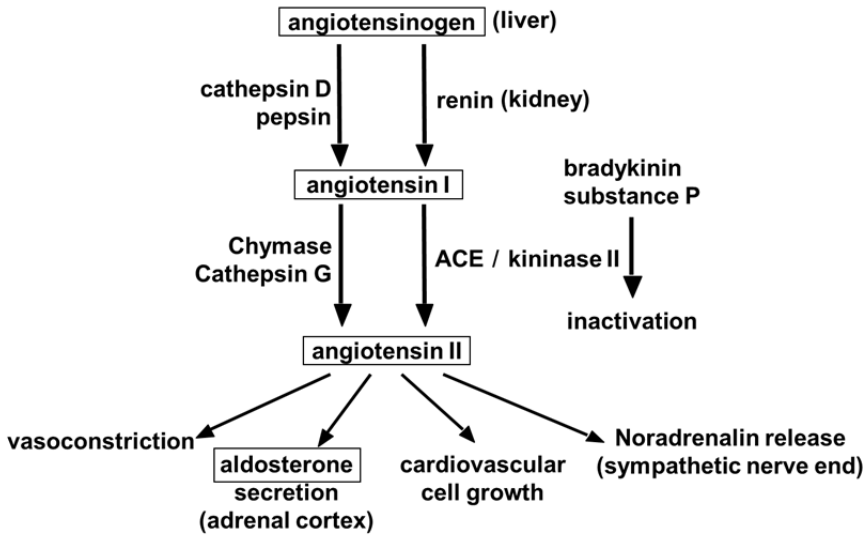 angiotensinogen (liver)
cathepsin D
pepsin
renin (kidney)
angiotensin I
bradykinin
substance P
Chymase
Cathepsin G
ACE / kininase II
inactivation
angiotensin II
vasoconstriction
aldosterone
secretion
(adrenal cortex)
cardiovascular
cell growth
Noradrenalin release
(sympathetic nerve end)